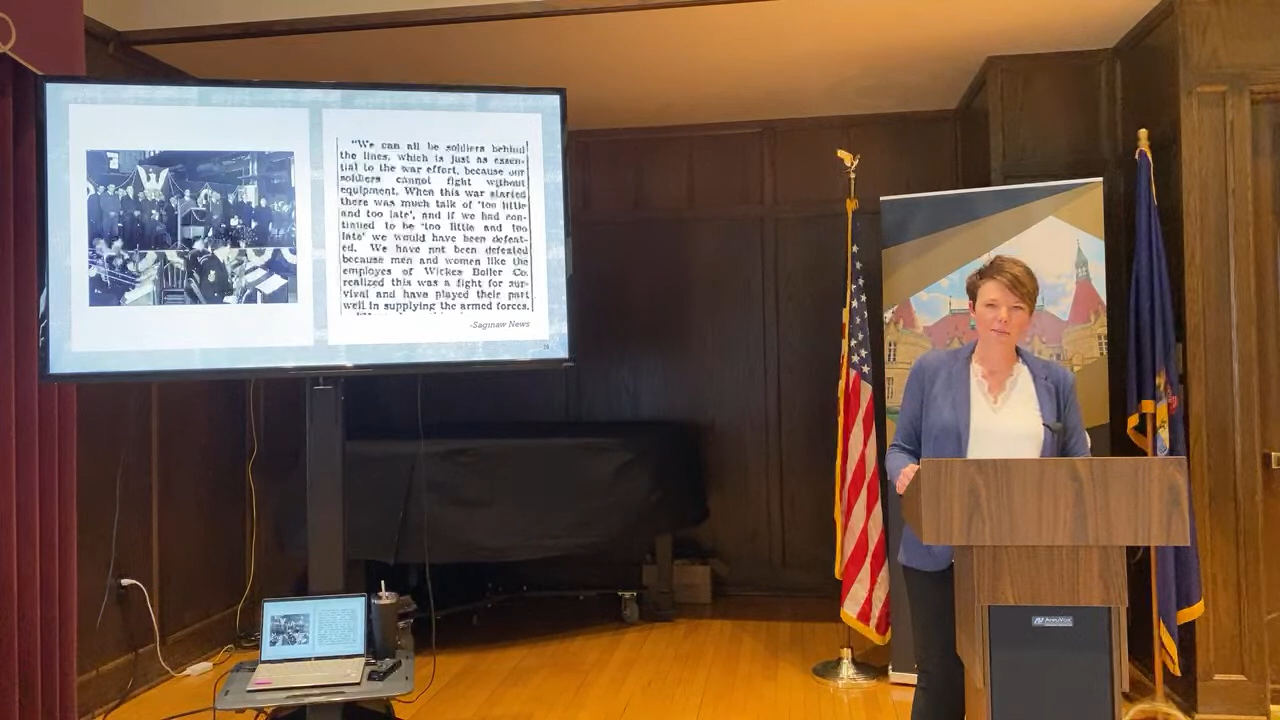 "We can all be soldiers behind
the lines, which is just as essen-
tial to the war effort, because our
soldiers cannot fight without
equipment. When this war started
there was much talk of 'too little
and too late', and if we had con-
tinued to be 'too little and too
late' we would have been defeat-
ed. We have not been defeated
because men and women like the
employes of Wickes Boiler Co.
realized this was a fight for sur-
vival and have played their part
well in supplying the armed forces.
-Saginaw News
AmpliVox